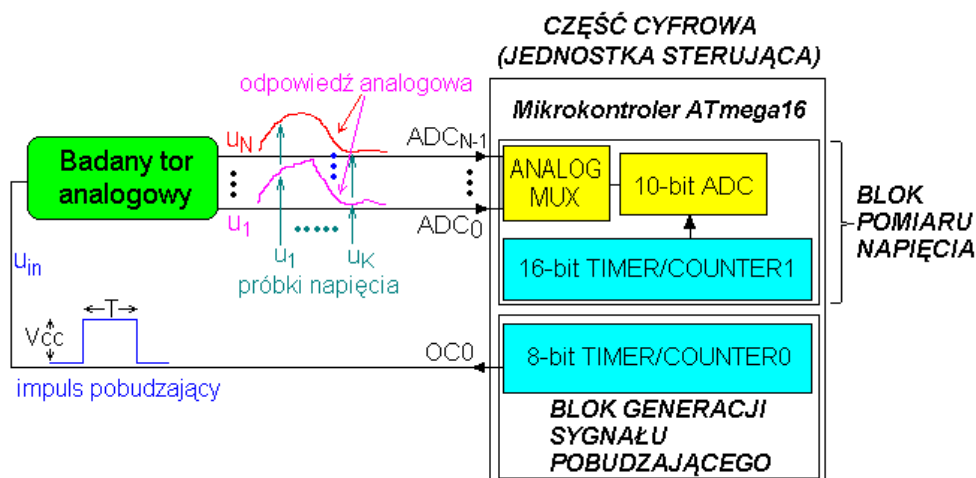 CZĘŚĆ CYFROWA
(JEDNOSTKA STERUJĄCA)
odpowiedź analogowa
Mikrokontroler ATmega16
uN
ADCN-1
Badany tor
analogowy
ANALOG
MUX
10-bit ADC
BLOK
POMIARU
NAPIĘCIA
u1
ADC0
uin
u1
uK
16-bit TIMER/COUNTER1
próbki napięcia
T
Vcc
OC0
8-bit TIMER/COUNTER0
impuls pobudzający
BLOK GENERACJI
SYGNAŁU
POBUDZAJĄCEGO